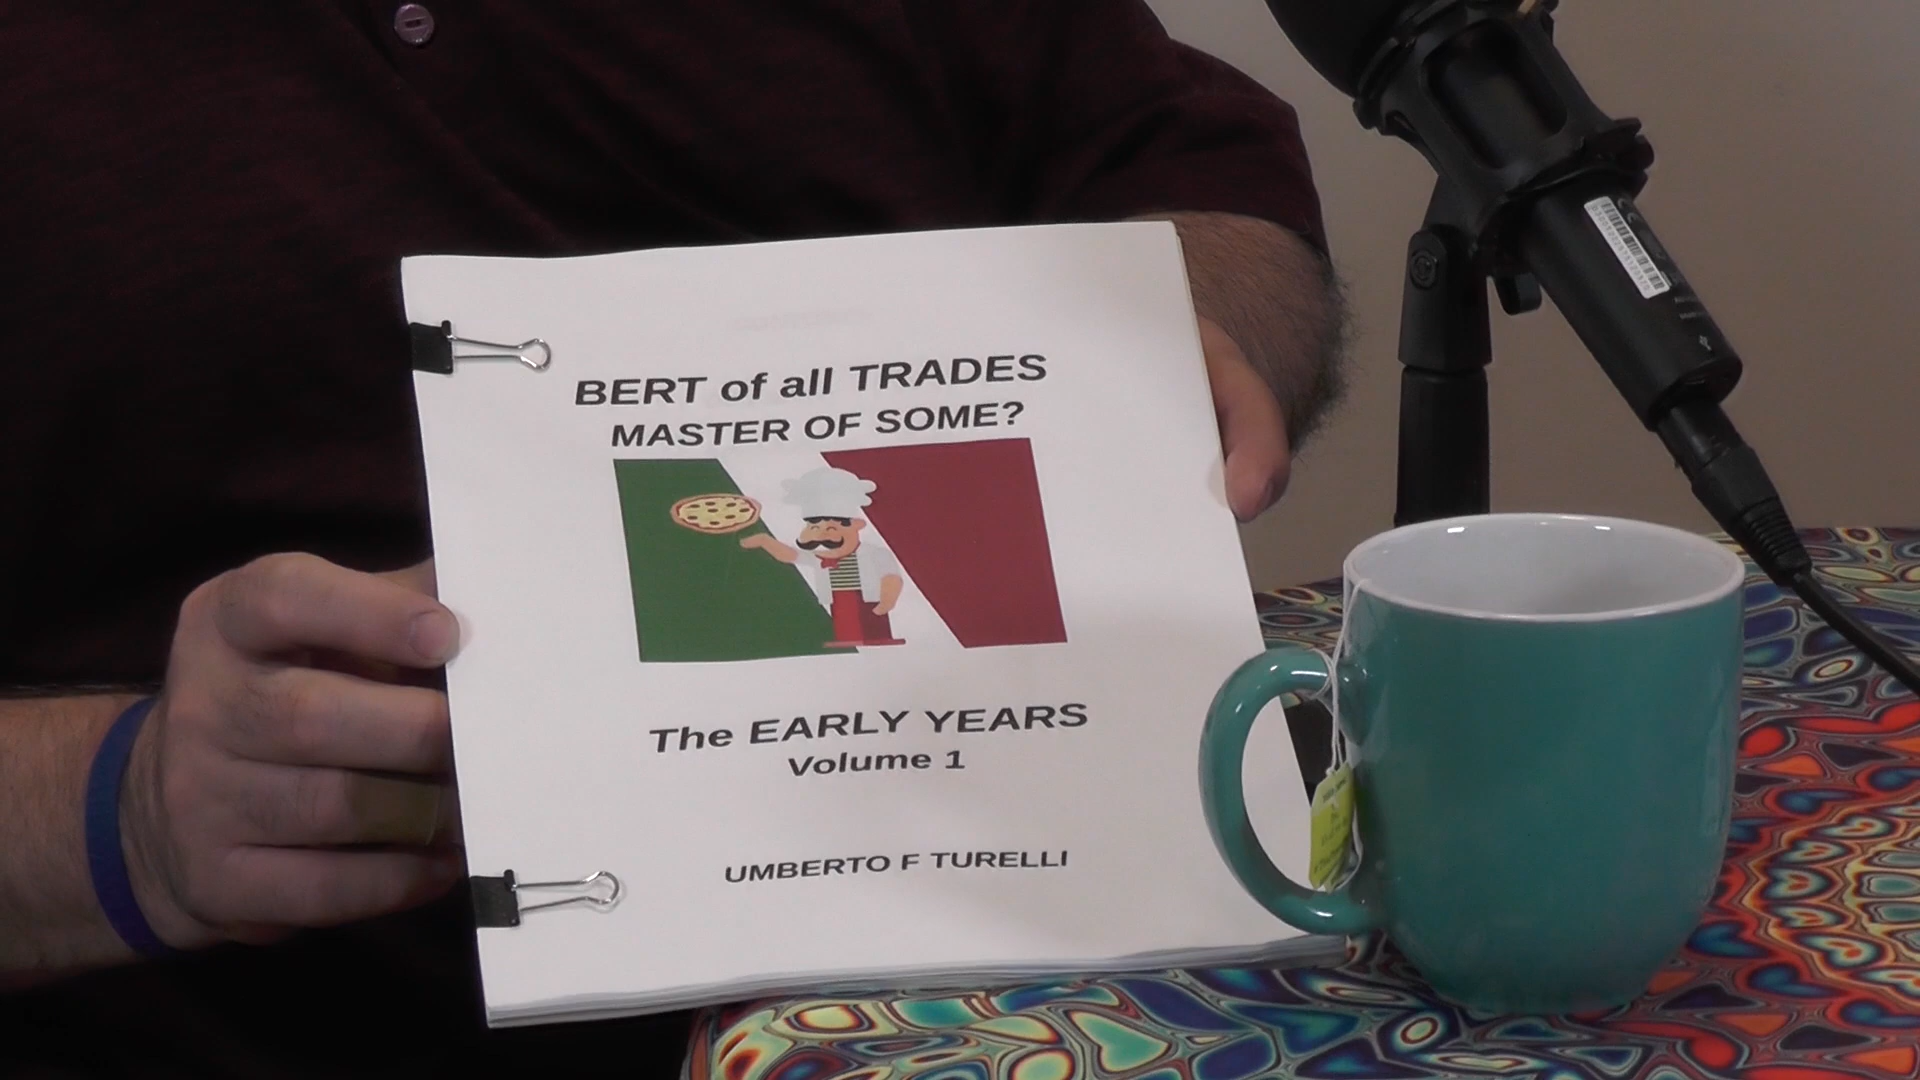 BERT of all TRADES
MASTER OF SOME?
The EARLY YEARS
Volume 1
UMBERTO F TURELLI